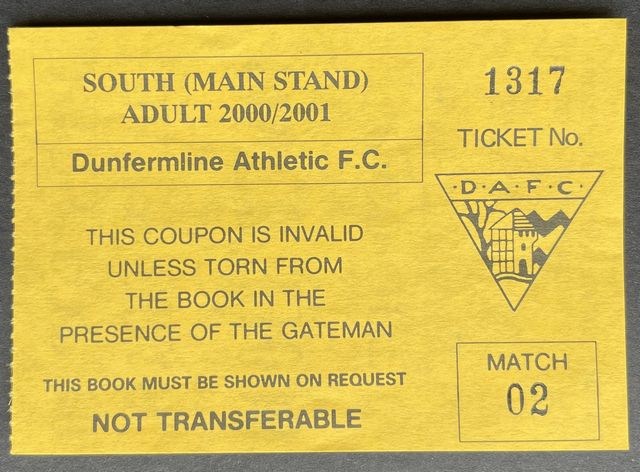 SOUTH (MAIN STAND)
ADULT 2000/2001
Dunfermline Athletic F.C.
THIS COUPON IS INVALID
UNLESS TORN FROM
THE BOOK IN THE
PRESENCE OF THE GATEMAN
THIS BOOK MUST BE SHOWN ON REQUEST
NOT TRANSFERABLE
1317
TICKET No.
· D · A · F · C ·
MATCH
02